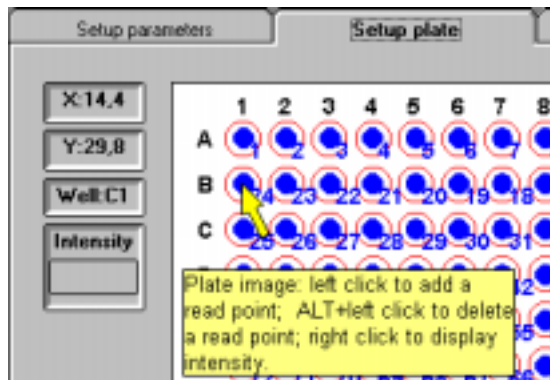 Setup parameters Setup plate
X:14,4
Y:29,8
Well:C1
Intensity
1 2 3 4 5 6 7 8
A 1 2 3 4 5 6 7
B 24 23 22 21 20 19 18
C 25 26 27 28 29 30 31
Plate image: left click to add a
read point; ALT+left click to delete
a read point; right click to display
intensity.